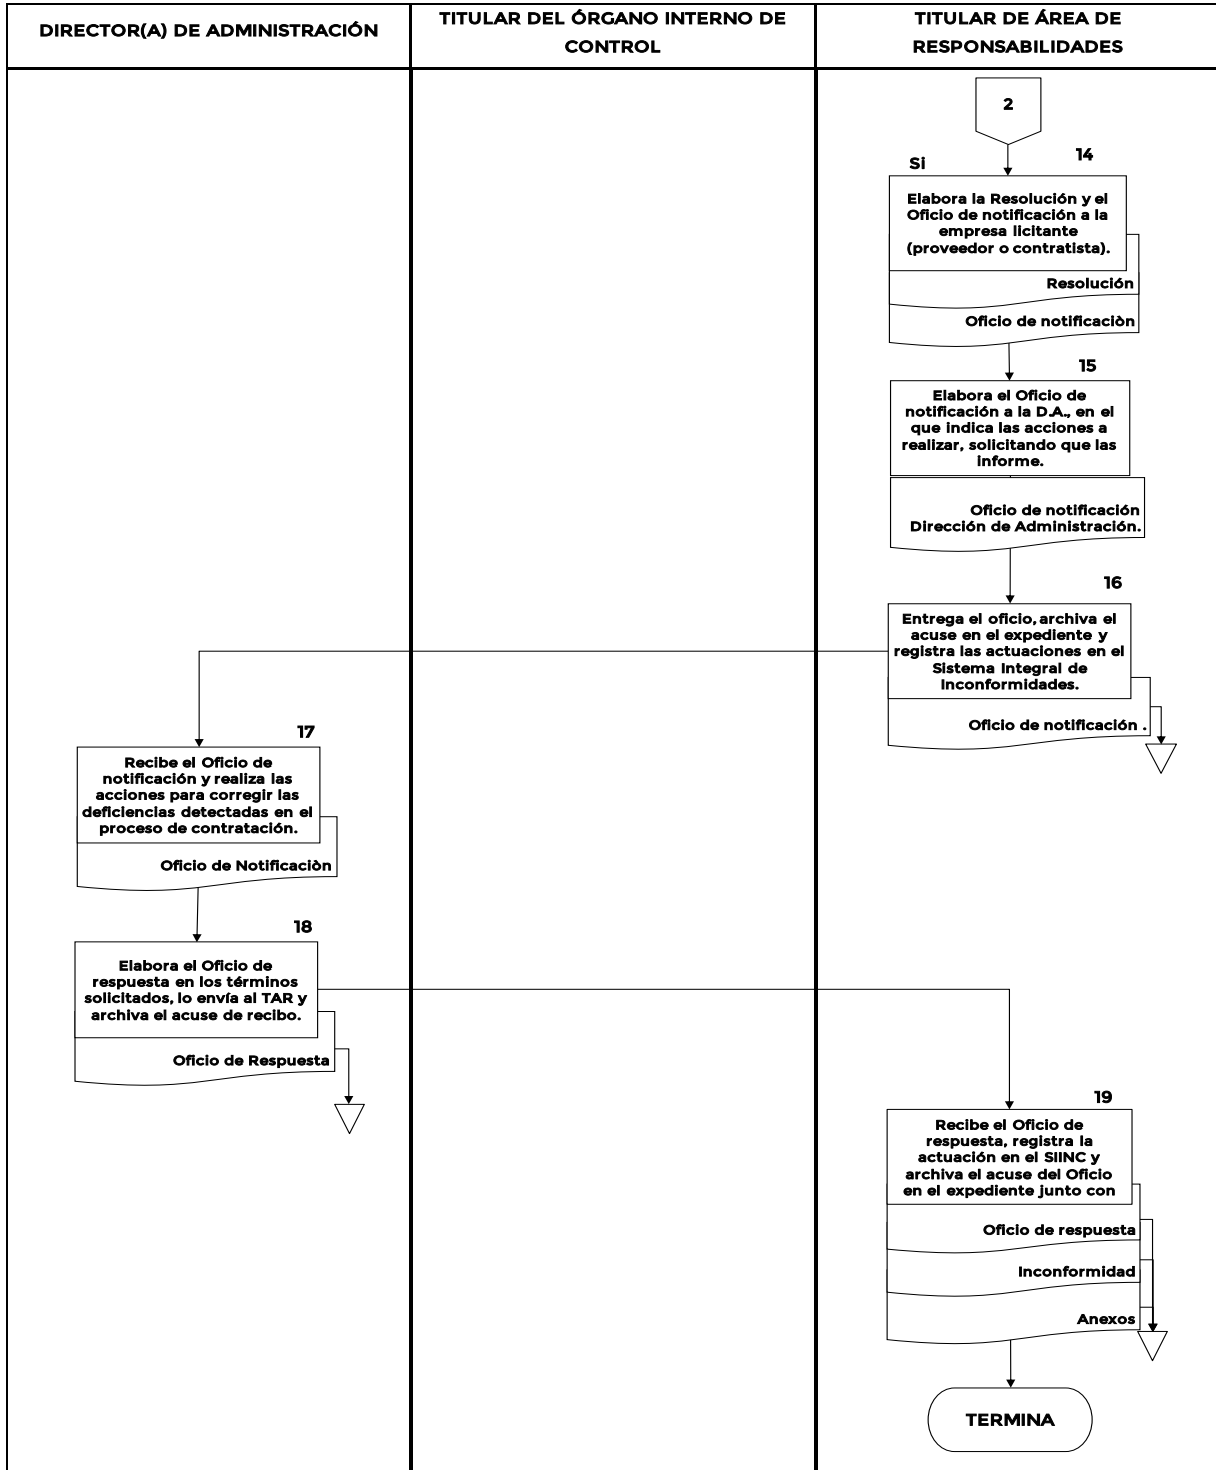 DIRECTOR(A) DE ADMINISTRACIÓN
TITULAR DEL ÓRGANO INTERNO DE
CONTROL
TITULAR DE ÁREA DE
RESPONSABILIDADES
2
Si
14
Elabora la Resolución y el
Oficio de notificación a la
empresa licitante
(proveedor o contratista).
Resolución
Oficio de notificaciòn
15
Elabora el Oficio de
notificación a la D.A., en el
que indica las acciones a
realizar, solicitando que las
informe.
Oficio de notificación
Dirección de Administración.
16
Entrega el oficio, archiva el
acuse en el expediente y
registra las actuaciones en el
Sistema Integral de
Inconformidades.
Oficio de notificación .
17
Recibe el Oficio de
notificación y realiza las
acciones para corregir las
deficiencias detectadas en el
proceso de contratación.
Oficio de Notificaciòn
18
Elabora el Oficio de
respuesta en los términos
solicitados, lo envía al TAR y
archiva el acuse de recibo.
Oficio de Respuesta
19
Recibe el Oficio de
respuesta, registra la
actuación en el SIINC y
archiva el acuse del Oficio
en el expediente junto con
Oficio de respuesta
Inconformidad
Anexos
TERMINA